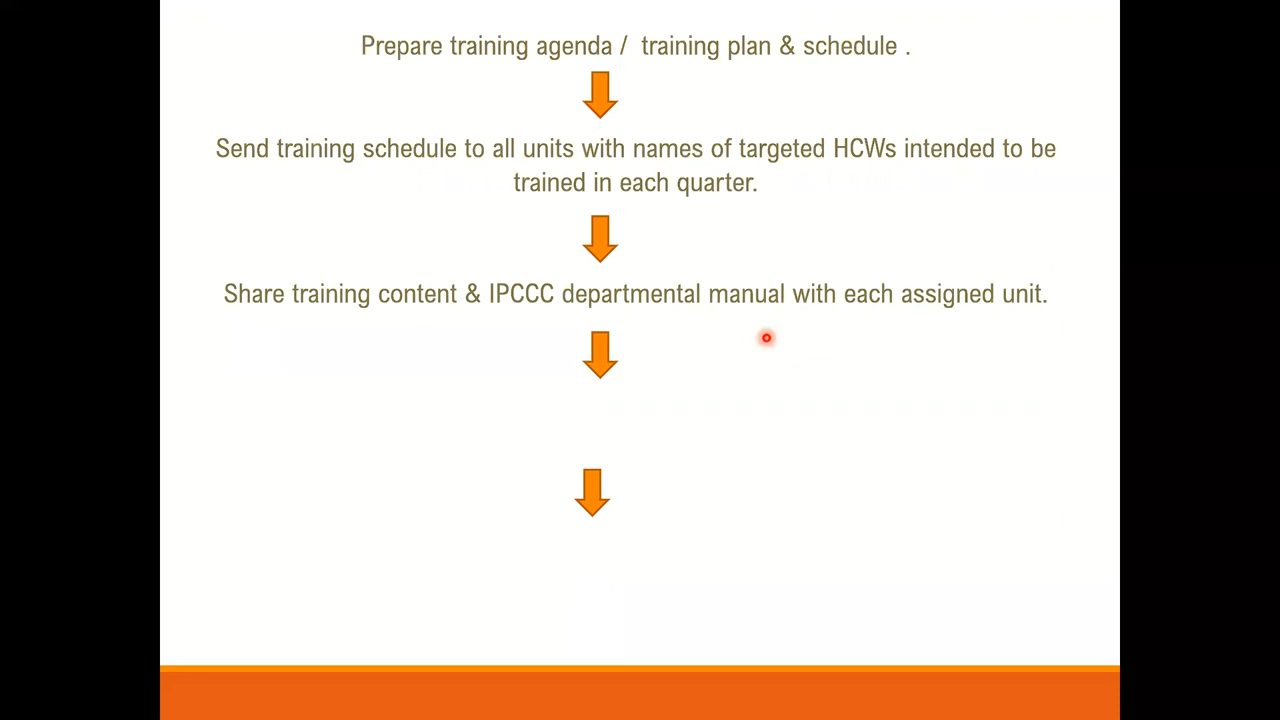 Prepare training agenda /  training plan & schedule .
Send training schedule to all units with names of targeted HCWs intended to be
trained in each quarter.
Share training content & IPCCC departmental manual with each assigned unit.